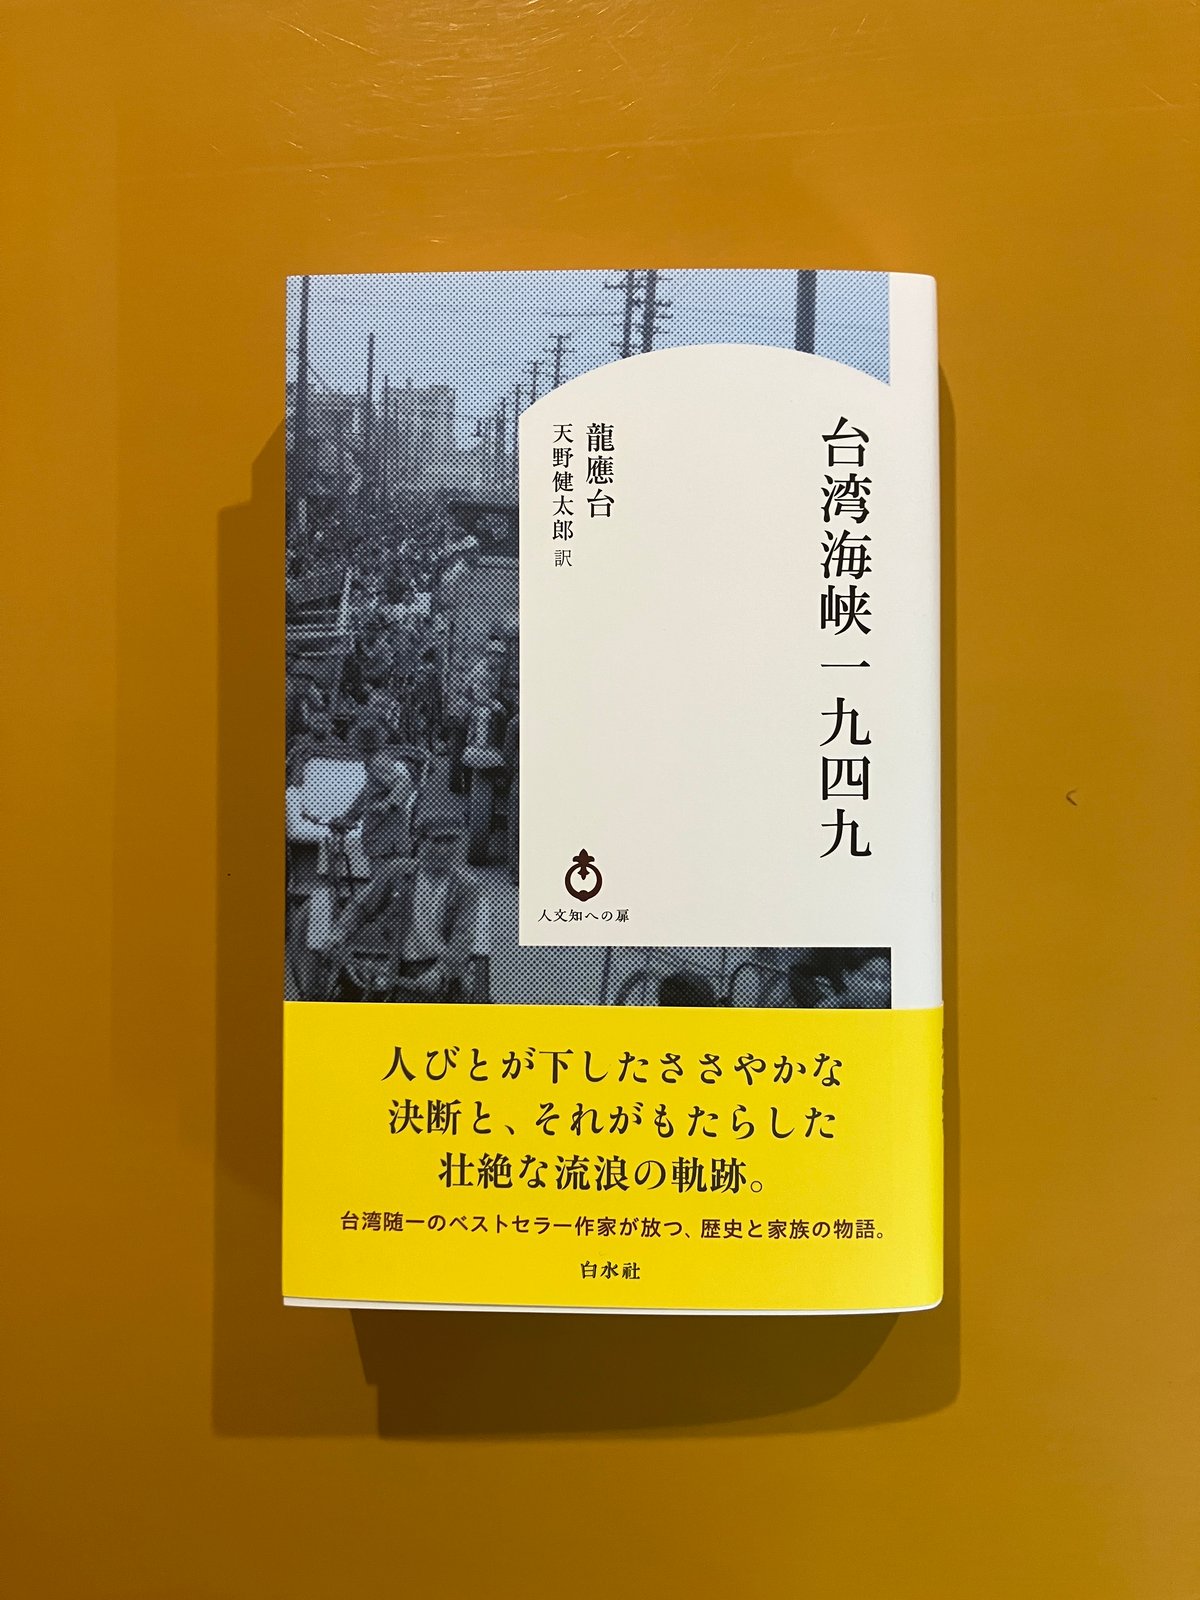 台湾海峡一九四九
龍應台
天野健太郎 訳
人文知への扉
人びとが下したささやかな
決断と、それがもたらした
壮絶な流浪の軌跡。
台湾随一のベストセラー作家が放つ、歴史と家族の物語。
白水社